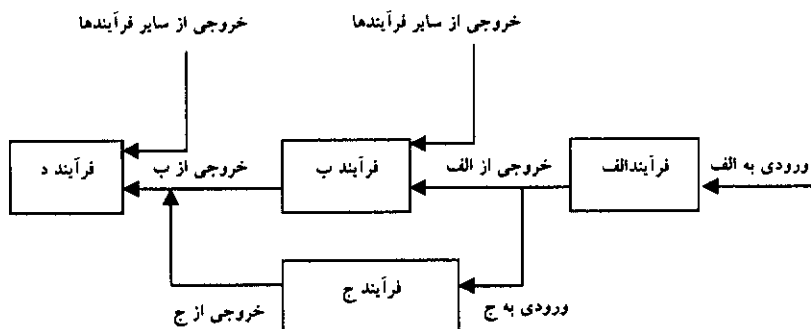 خروجی از سایر فرآیندها
خروجی از سایر فرآیندها
ورودی به الف
فرآیندالف
خروجی از الف
فرآیند ب
خروجی از ب
فرآیند د
ورودی به ج
فرآیند ج
خروجی از ج